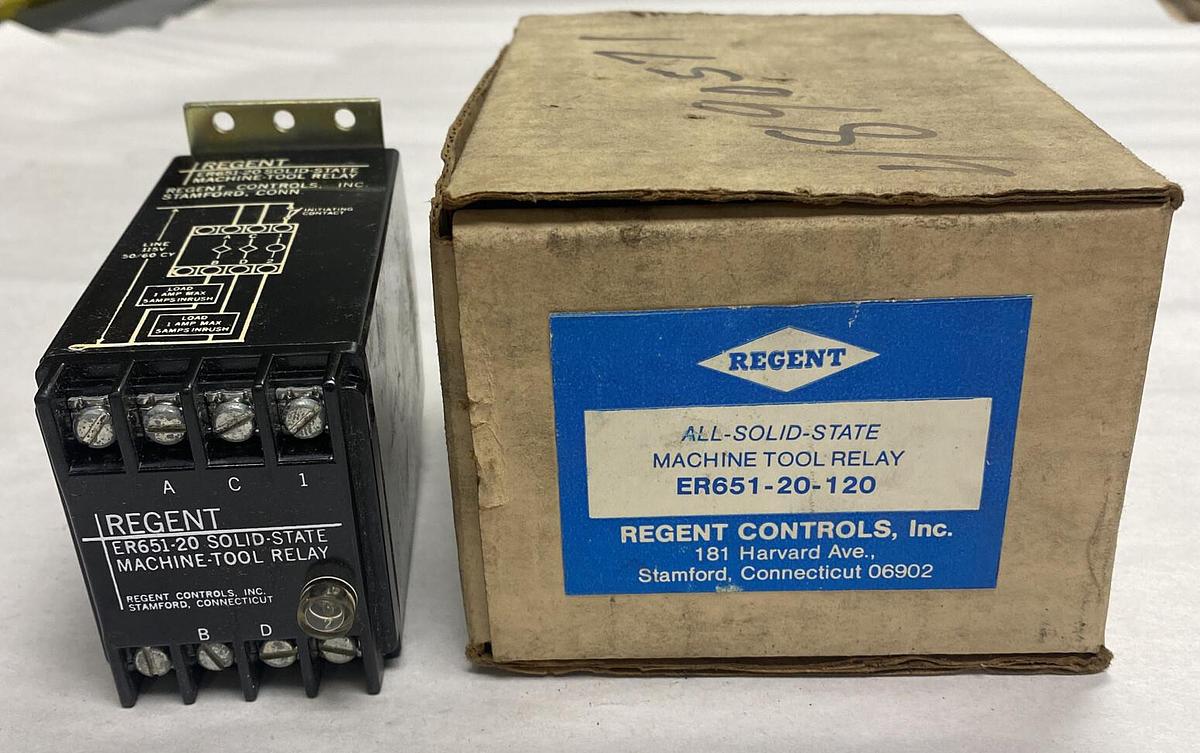 REGENT
ER651-20 SOLID-STATE
MACHINE-TOOL RELAY
REGENT CONTROLS, INC.
STAMFORD, CONN
INITIATING
CONTACT
LINE
115V
50/60 CY
A C 1
B D 2
LOAD
1 AMP MAX
5AMPS INRUSH
LOAD
1 AMP MAX
5AMPS INRUSH
A C 1
REGENT
ER651-20 SOLID-STATE
MACHINE-TOOL RELAY
REGENT CONTROLS, INC.
STAMFORD, CONNECTICUT
B D
REGENT
ALL-SOLID-STATE
MACHINE TOOL RELAY
ER651-20-120
REGENT CONTROLS, Inc.
181 Harvard Ave.,
Stamford, Connecticut 06902